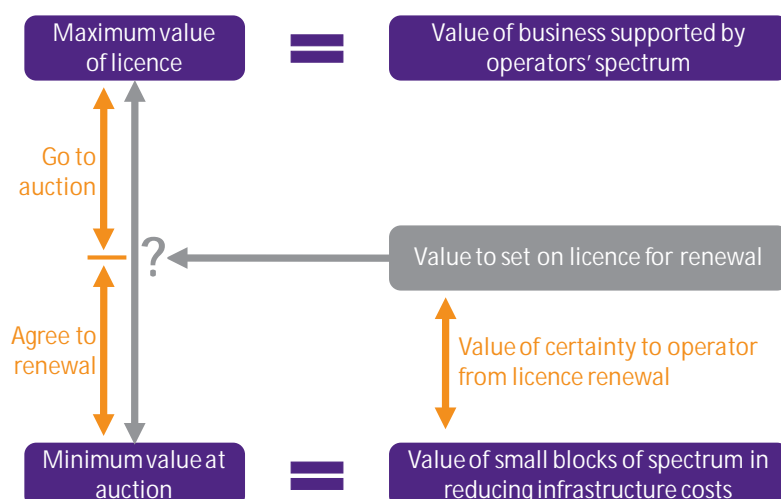 Maximum value
of licence
=
Value of business supported by
operators' spectrum
Go to
auction
?
Value to set on licence for renewal
Agree to
renewal
Value of certainty to operator
from licence renewal
Minimum value at
auction
=
Value of small blocks of spectrum in
reducing infrastructure costs